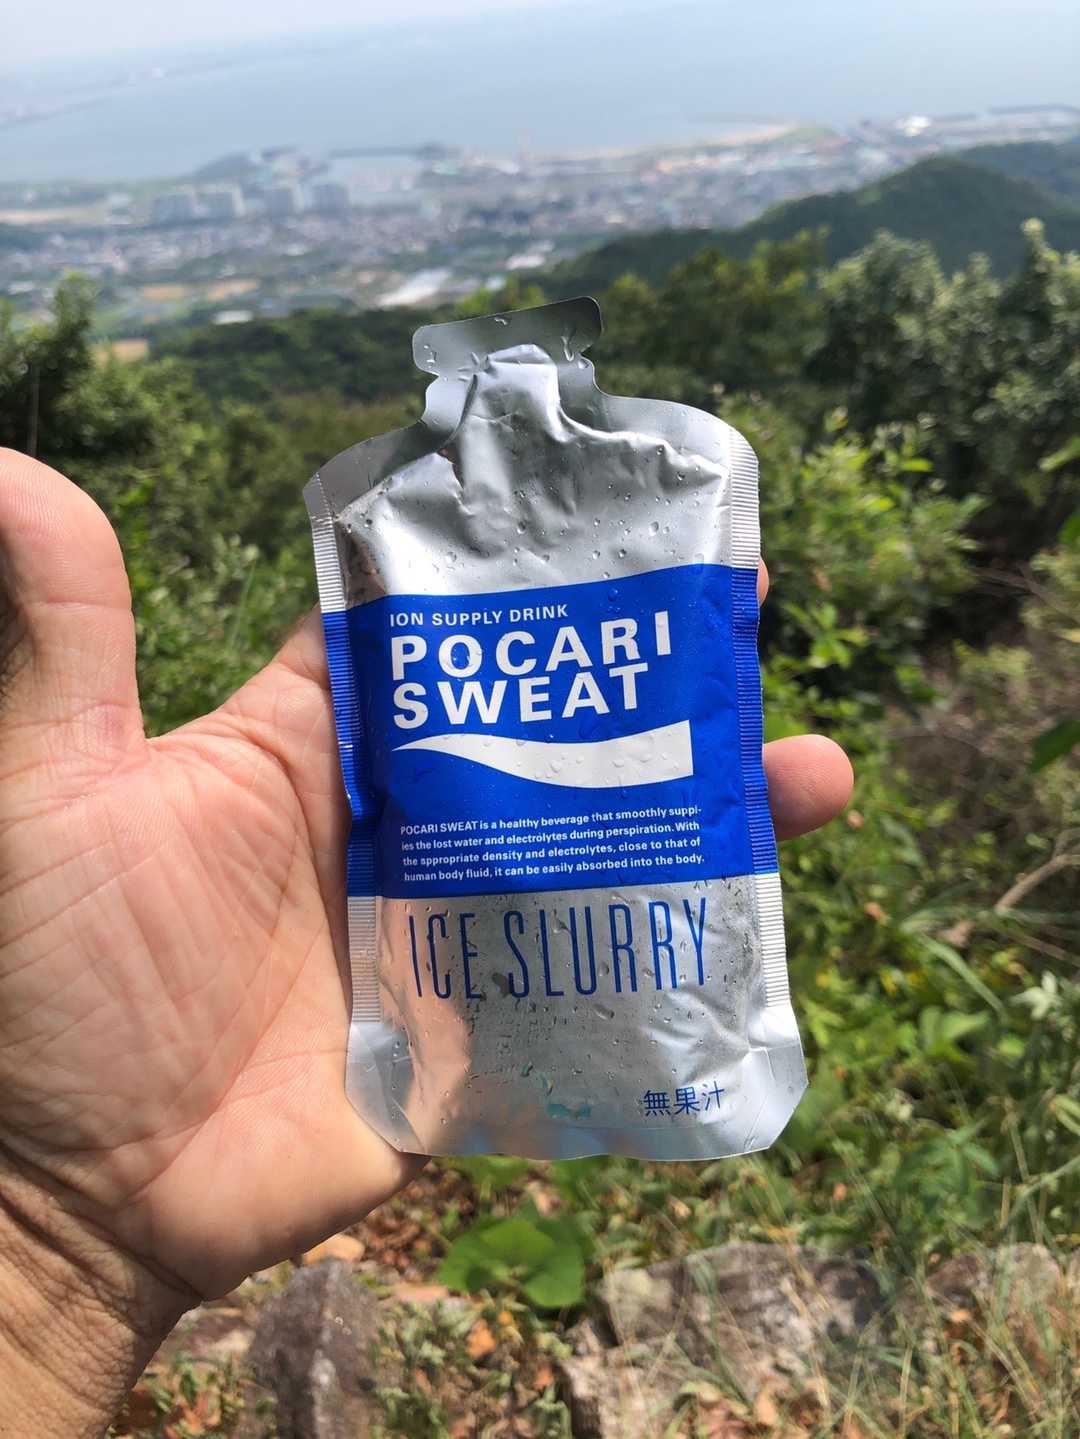 ION SUPPLY DRINK
POCARI
SWEAT
POCARI SWEAT is a healthy beverage that smoothly suppl-
ies the lost water and electrolytes during perspiration. With
the appropriate density and electrolytes, close to that of
human body fluid, it can be easily absorbed into the body.
ICE SLURRY
無果汁